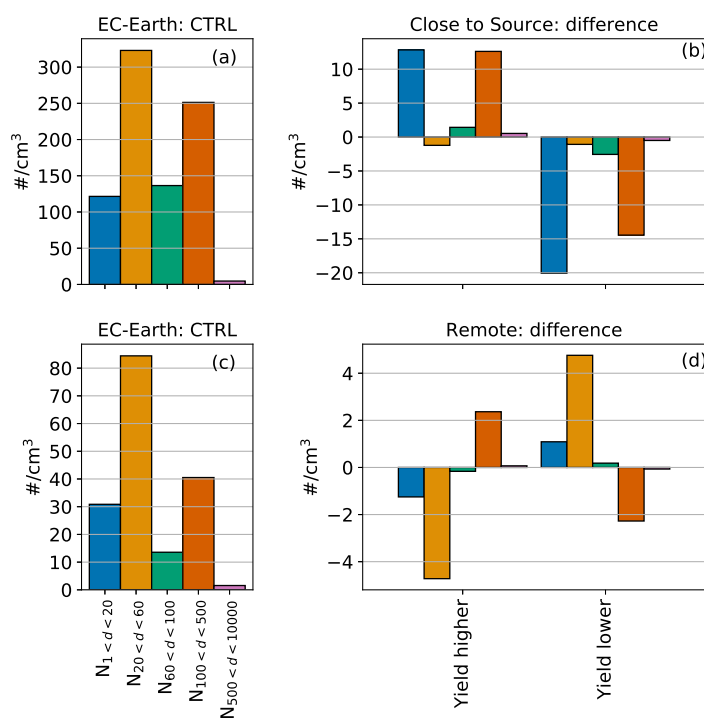 EC-Earth: CTRL
(a)
#/cm³
300
250
200
150
100
50
0
Close to Source: difference
(b)
#/cm³
10
5
0
−5
−10
−15
−20
EC-Earth: CTRL
(c)
#/cm³
80
70
60
50
40
30
20
10
0
N₁ < d < 20
N₂₀ < d < 60
N₆₀ < d < 100
N₁₀₀ < d < 500
N₅₀₀ < d < 10000
Remote: difference
(d)
#/cm³
4
2
0
−2
−4
Yield higher
Yield lower